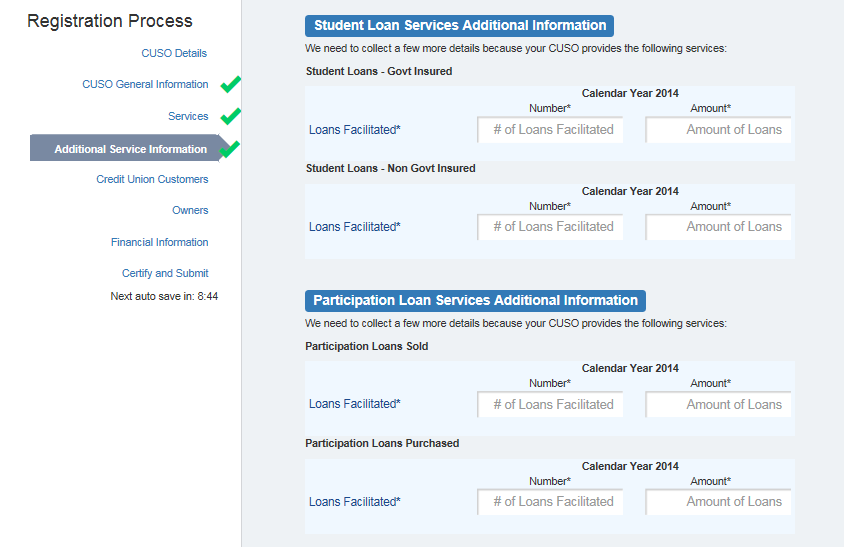 Registration Process
CUSO Details
CUSO General Information
Services
Additional Service Information
Credit Union Customers
Owners
Financial Information
Certify and Submit
Next auto save in: 8:44
Student Loan Services Additional Information
We need to collect a few more details because your CUSO provides the following services:
Student Loans - Govt Insured
Calendar Year 2014
Number* Amount*
Loans Facilitated* # of Loans Facilitated Amount of Loans
Student Loans - Non Govt Insured
Calendar Year 2014
Number* Amount*
Loans Facilitated* # of Loans Facilitated Amount of Loans
Participation Loan Services Additional Information
We need to collect a few more details because your CUSO provides the following services:
Participation Loans Sold
Calendar Year 2014
Number* Amount*
Loans Facilitated* # of Loans Facilitated Amount of Loans
Participation Loans Purchased
Calendar Year 2014
Number* Amount*
Loans Facilitated* # of Loans Facilitated Amount of Loans